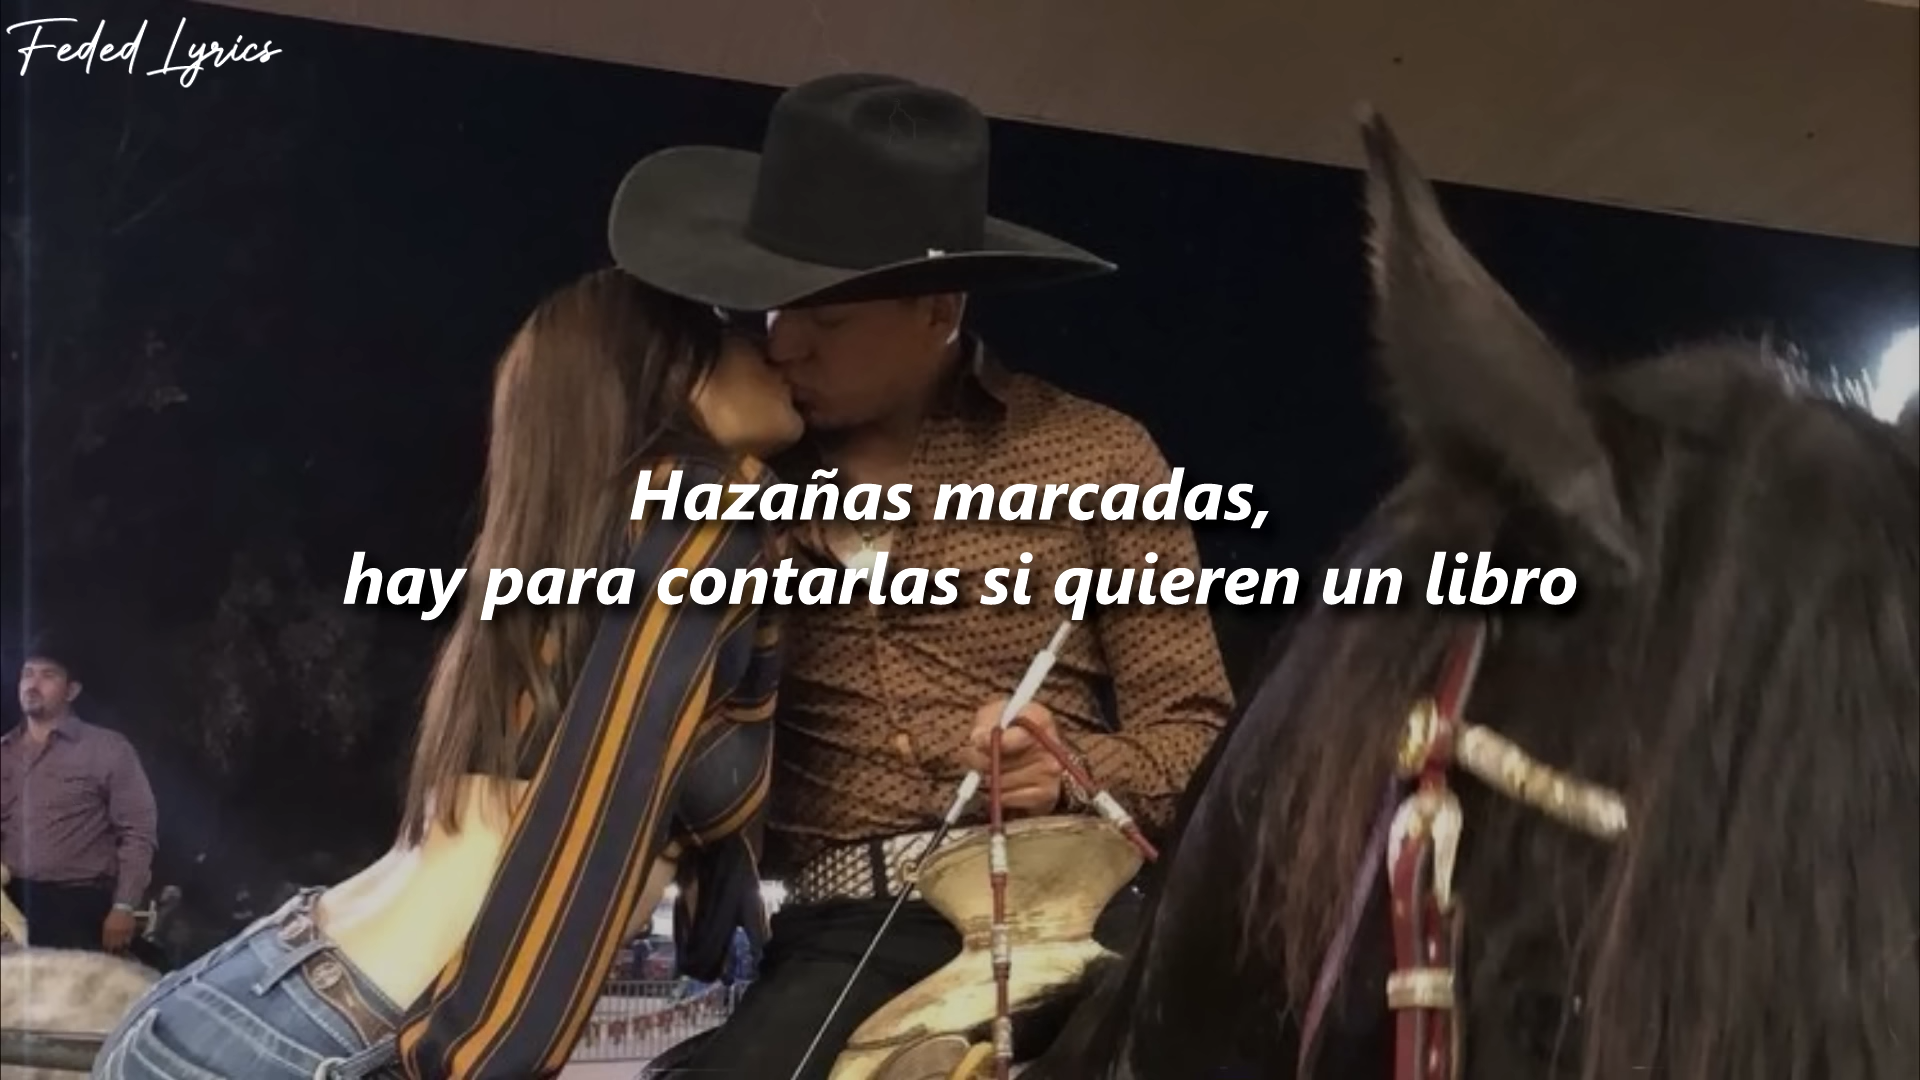 Feded Lyrics
Hazañas marcadas,
hay para contarlas si quieren un libro